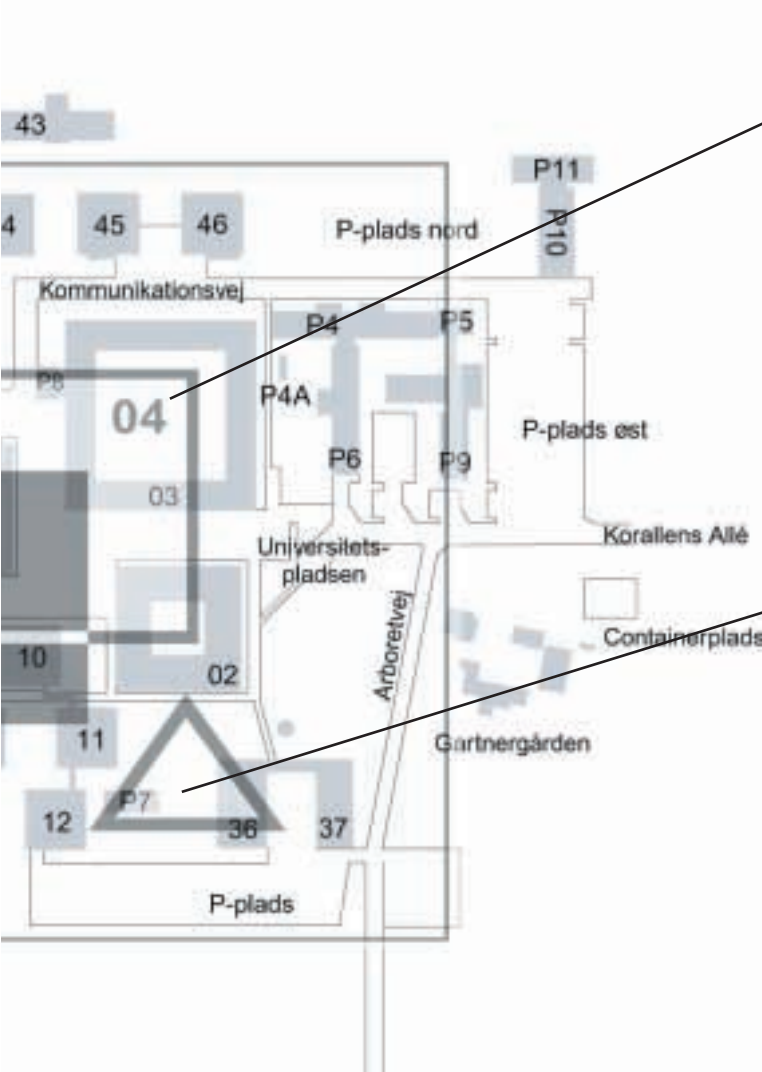 43
P11
P10
4
45
46
P-plads nord
Kommunikationsvej
P4
P5
P8
04
P4A
P-plads øst
P6
P9
03
Universitets-
pladsen
Korallens Allé
Arboretvej
Containerplads
10
02
11
Gartnergården
P7
12
36
37
P-plads